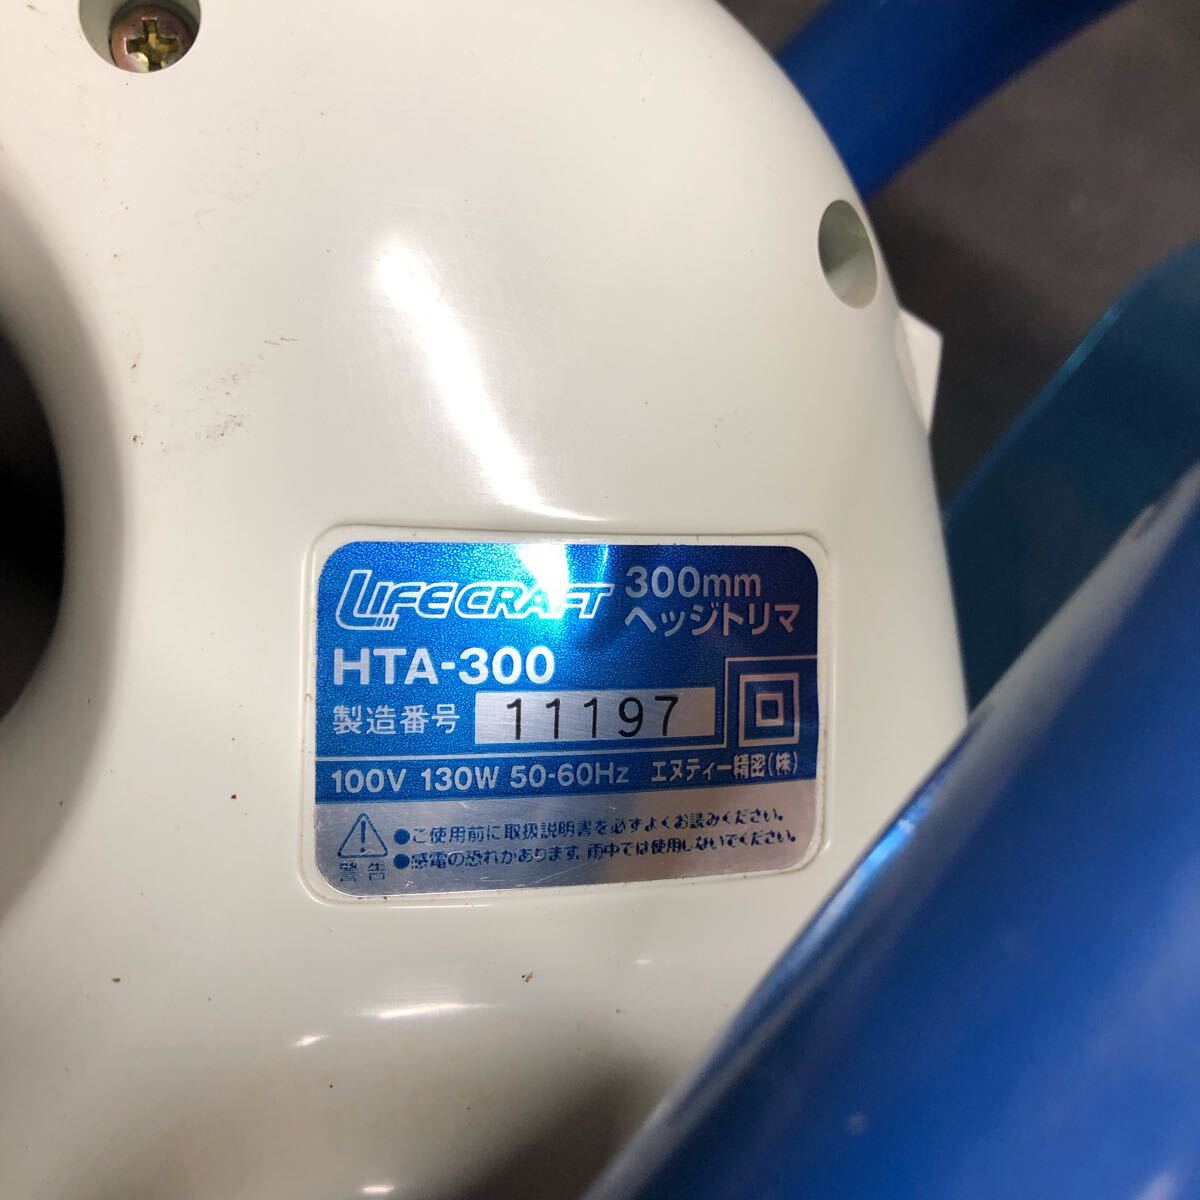 LIFE CRAFT 300mm
ヘッジトリマ
HTA-300
製造番号 11197
100V 130W 50-60Hz エヌティー精密(株)
●ご使用前に取扱説明書を必ずよくお読みください。
警告 ●感電の恐れがあります。雨中では使用しないでください。